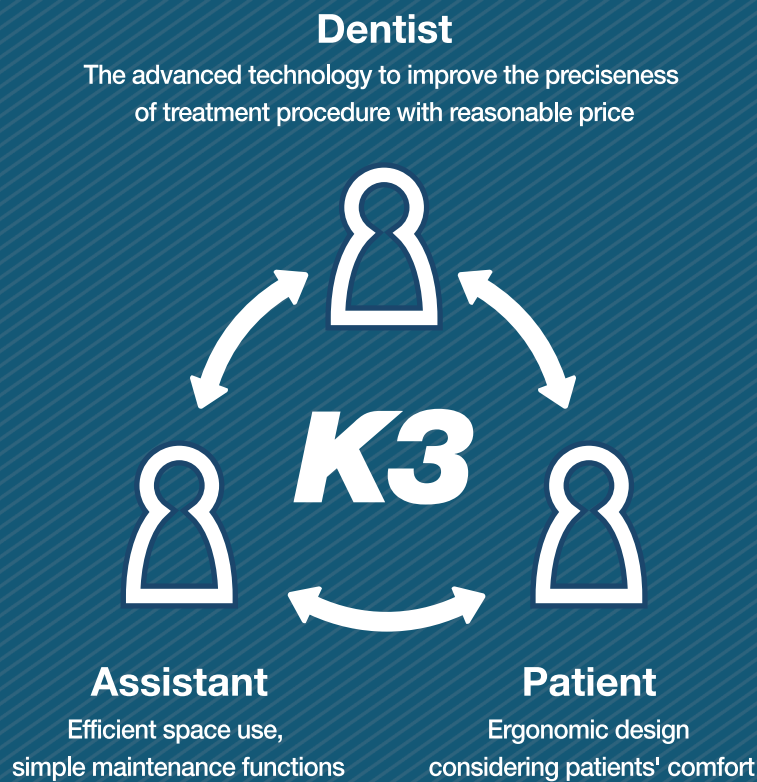 Dentist
The advanced technology to improve the preciseness
of treatment procedure with reasonable price
K3
Assistant
Efficient space use,
simple maintenance functions
Patient
Ergonomic design
considering patients' comfort